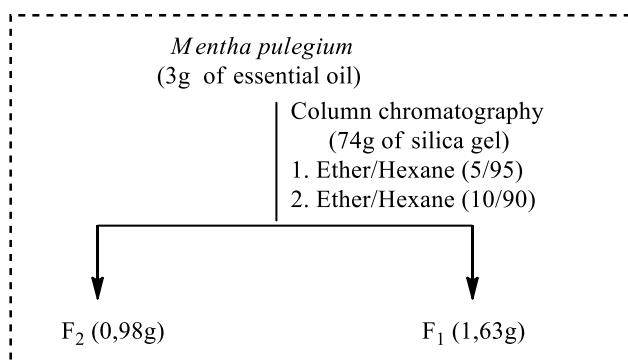 Mentha pulegium
(3g of essential oil)
Column chromatography
(74g of silica gel)
1. Ether/Hexane (5/95)
2. Ether/Hexane (10/90)
F2 (0,98g)
F1 (1,63g)